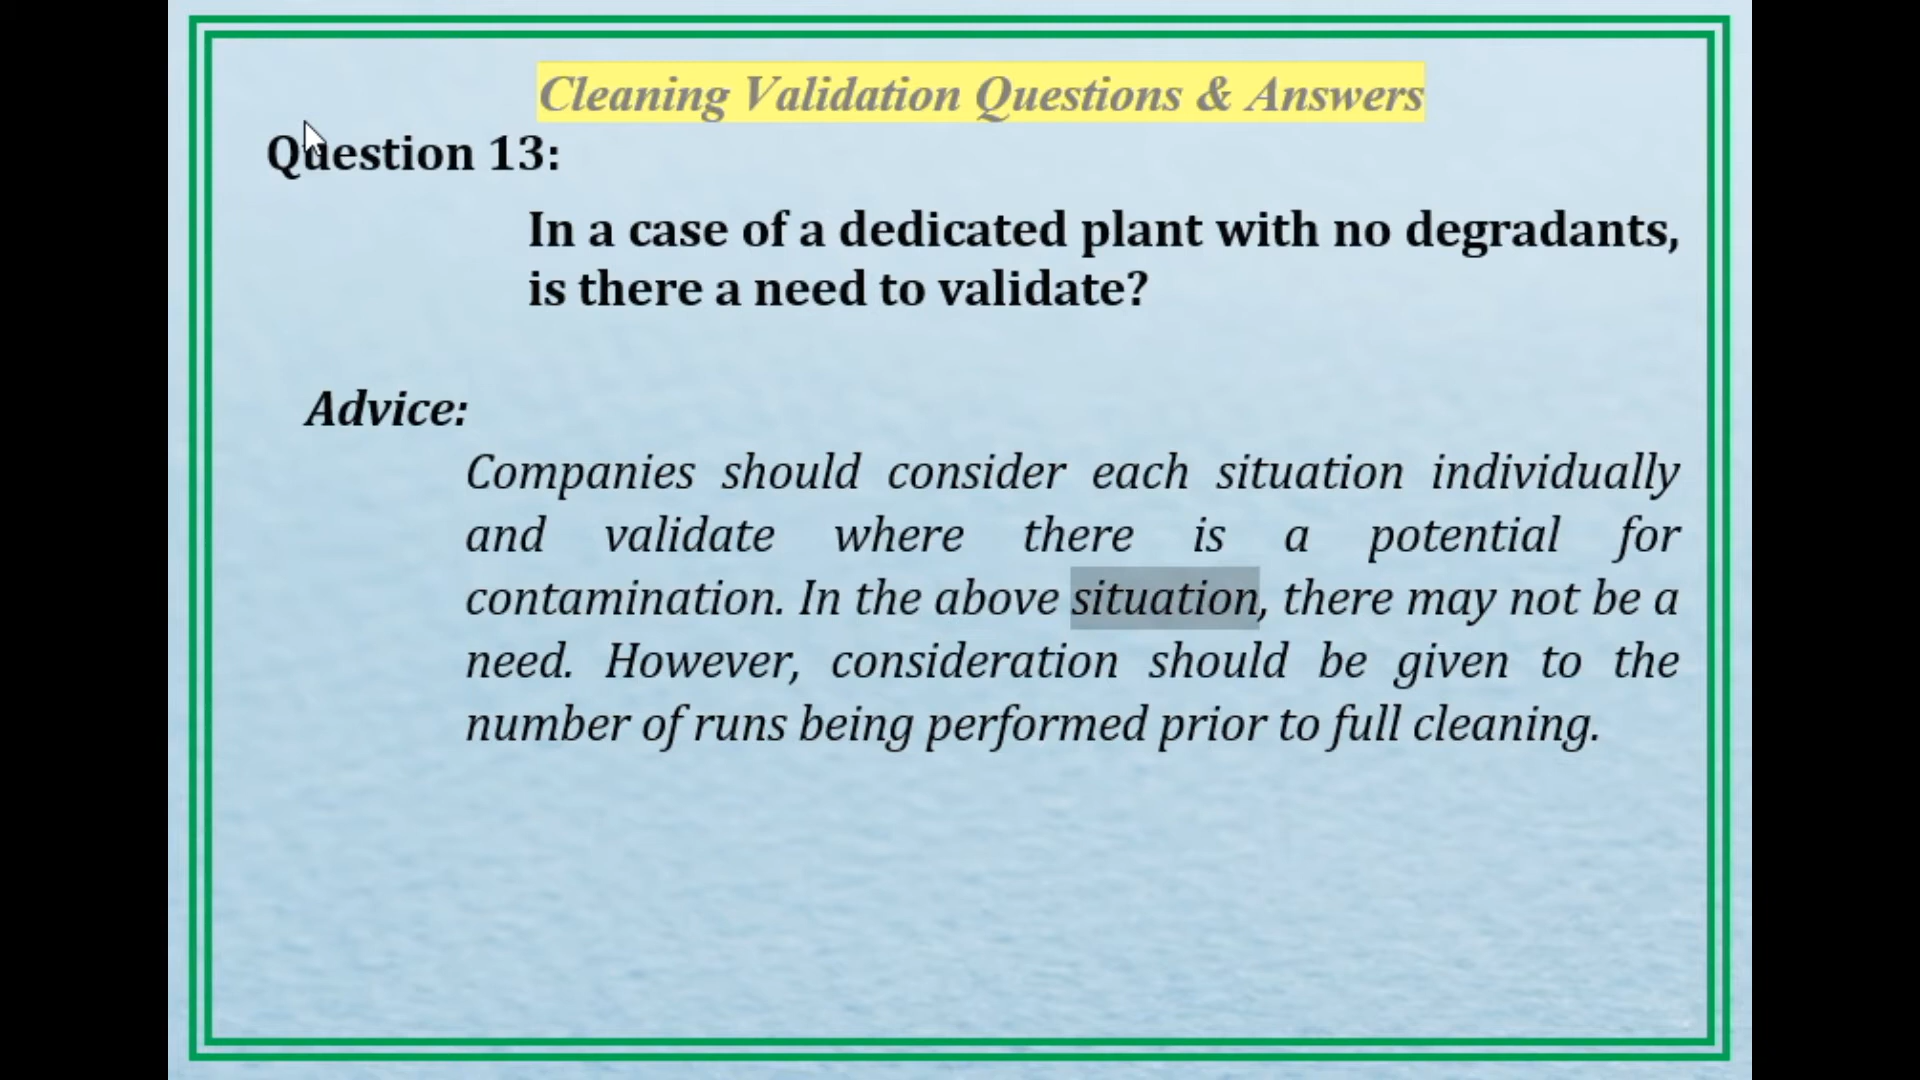 Cleaning Validation Questions & Answers
Question 13:
In a case of a dedicated plant with no degradants,
is there a need to validate?
Advice:
Companies should consider each situation individually
and validate where there is a potential for
contamination. In the above situation, there may not be a
need. However, consideration should be given to the
number of runs being performed prior to full cleaning.